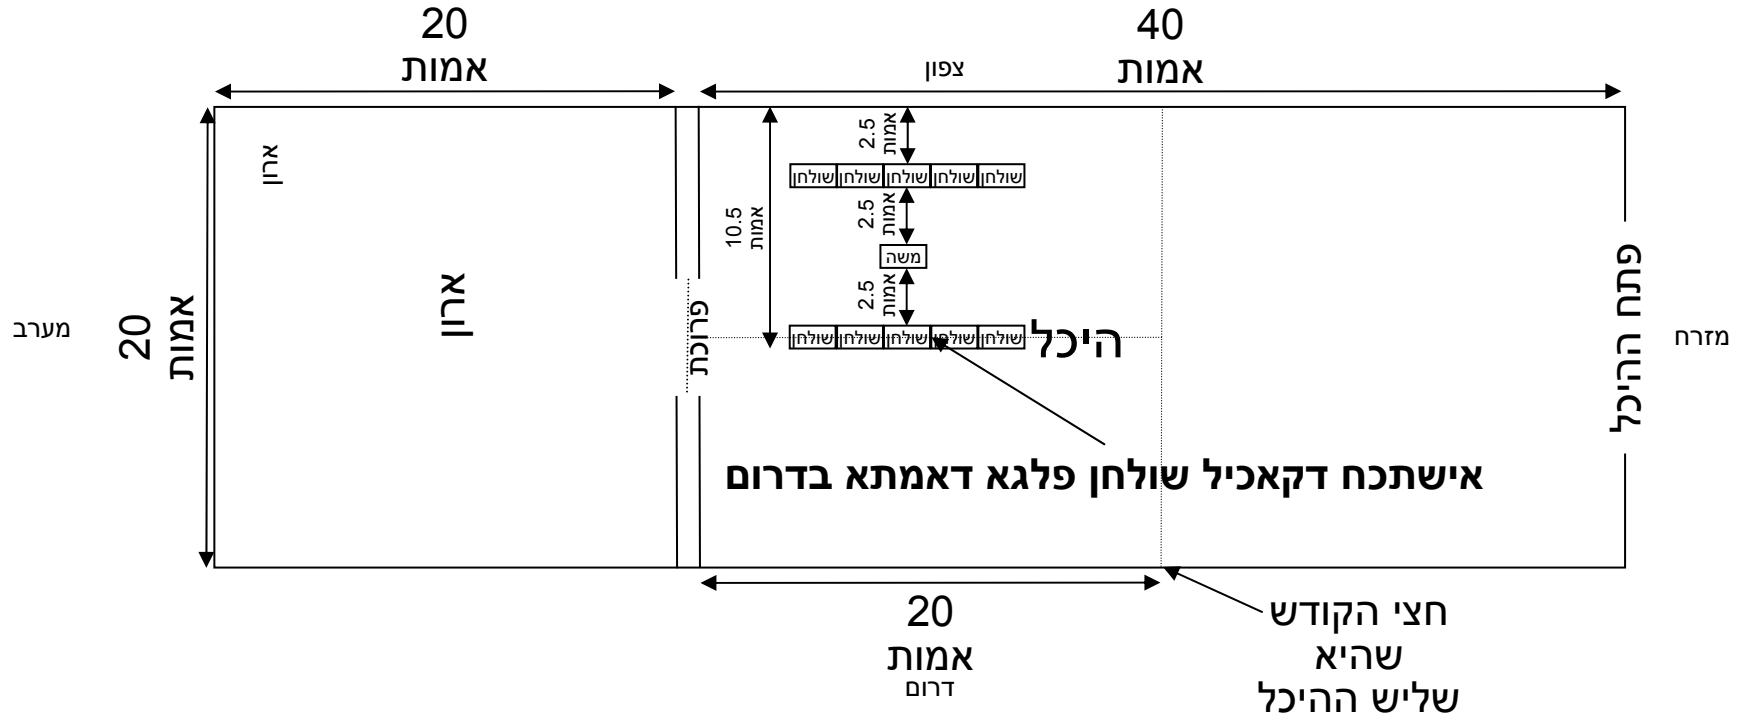 20
אמות
40
אמות
צפון
ארון
2.5
אמות
שולחן שולחן שולחן שולחן שולחן
10.5
אמות
2.5
אמות
משה
2.5
אמות
שולחן שולחן שולחן שולחן שולחן
היכל
פרוכת
ארון
20
אמות
מערב
פתח ההיכל
מזרח
אישתכח דקאכיל שולחן פלגא דאמתא בדרום
20
אמות
דרום
חצי הקודש
שהיא
שליש ההיכל